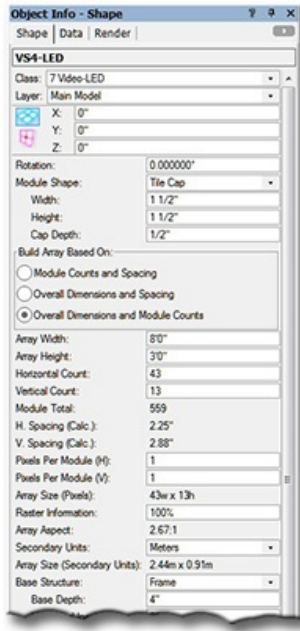 Object Info - Shape
Shape Data Render
VS4-LED
Class: 7 Video-LED
Layer: Main Model
X: 0"
Y: 0"
Z: 0"
Rotation: 0.000000°
Module Shape: Tile Cap
Width: 1 1/2"
Height: 1 1/2"
Cap Depth: 1/2"
Build Array Based On:
Module Counts and Spacing
Overall Dimensions and Spacing
Overall Dimensions and Module Counts
Array Width: 8'0"
Array Height: 3'0"
Horizontal Count: 43
Vertical Count: 13
Module Total: 559
H. Spacing (Calc.): 2.25"
V. Spacing (Calc.): 2.88"
Pixels Per Module (H): 1
Pixels Per Module (V): 1
Array Size (Pixels): 43w x 13h
Raster Information: 100%
Array Aspect: 2.67:1
Secondary Units: Meters
Array Size (Secondary Units): 2.44m x 0.91m
Base Structure: Frame
Base Depth: 4"